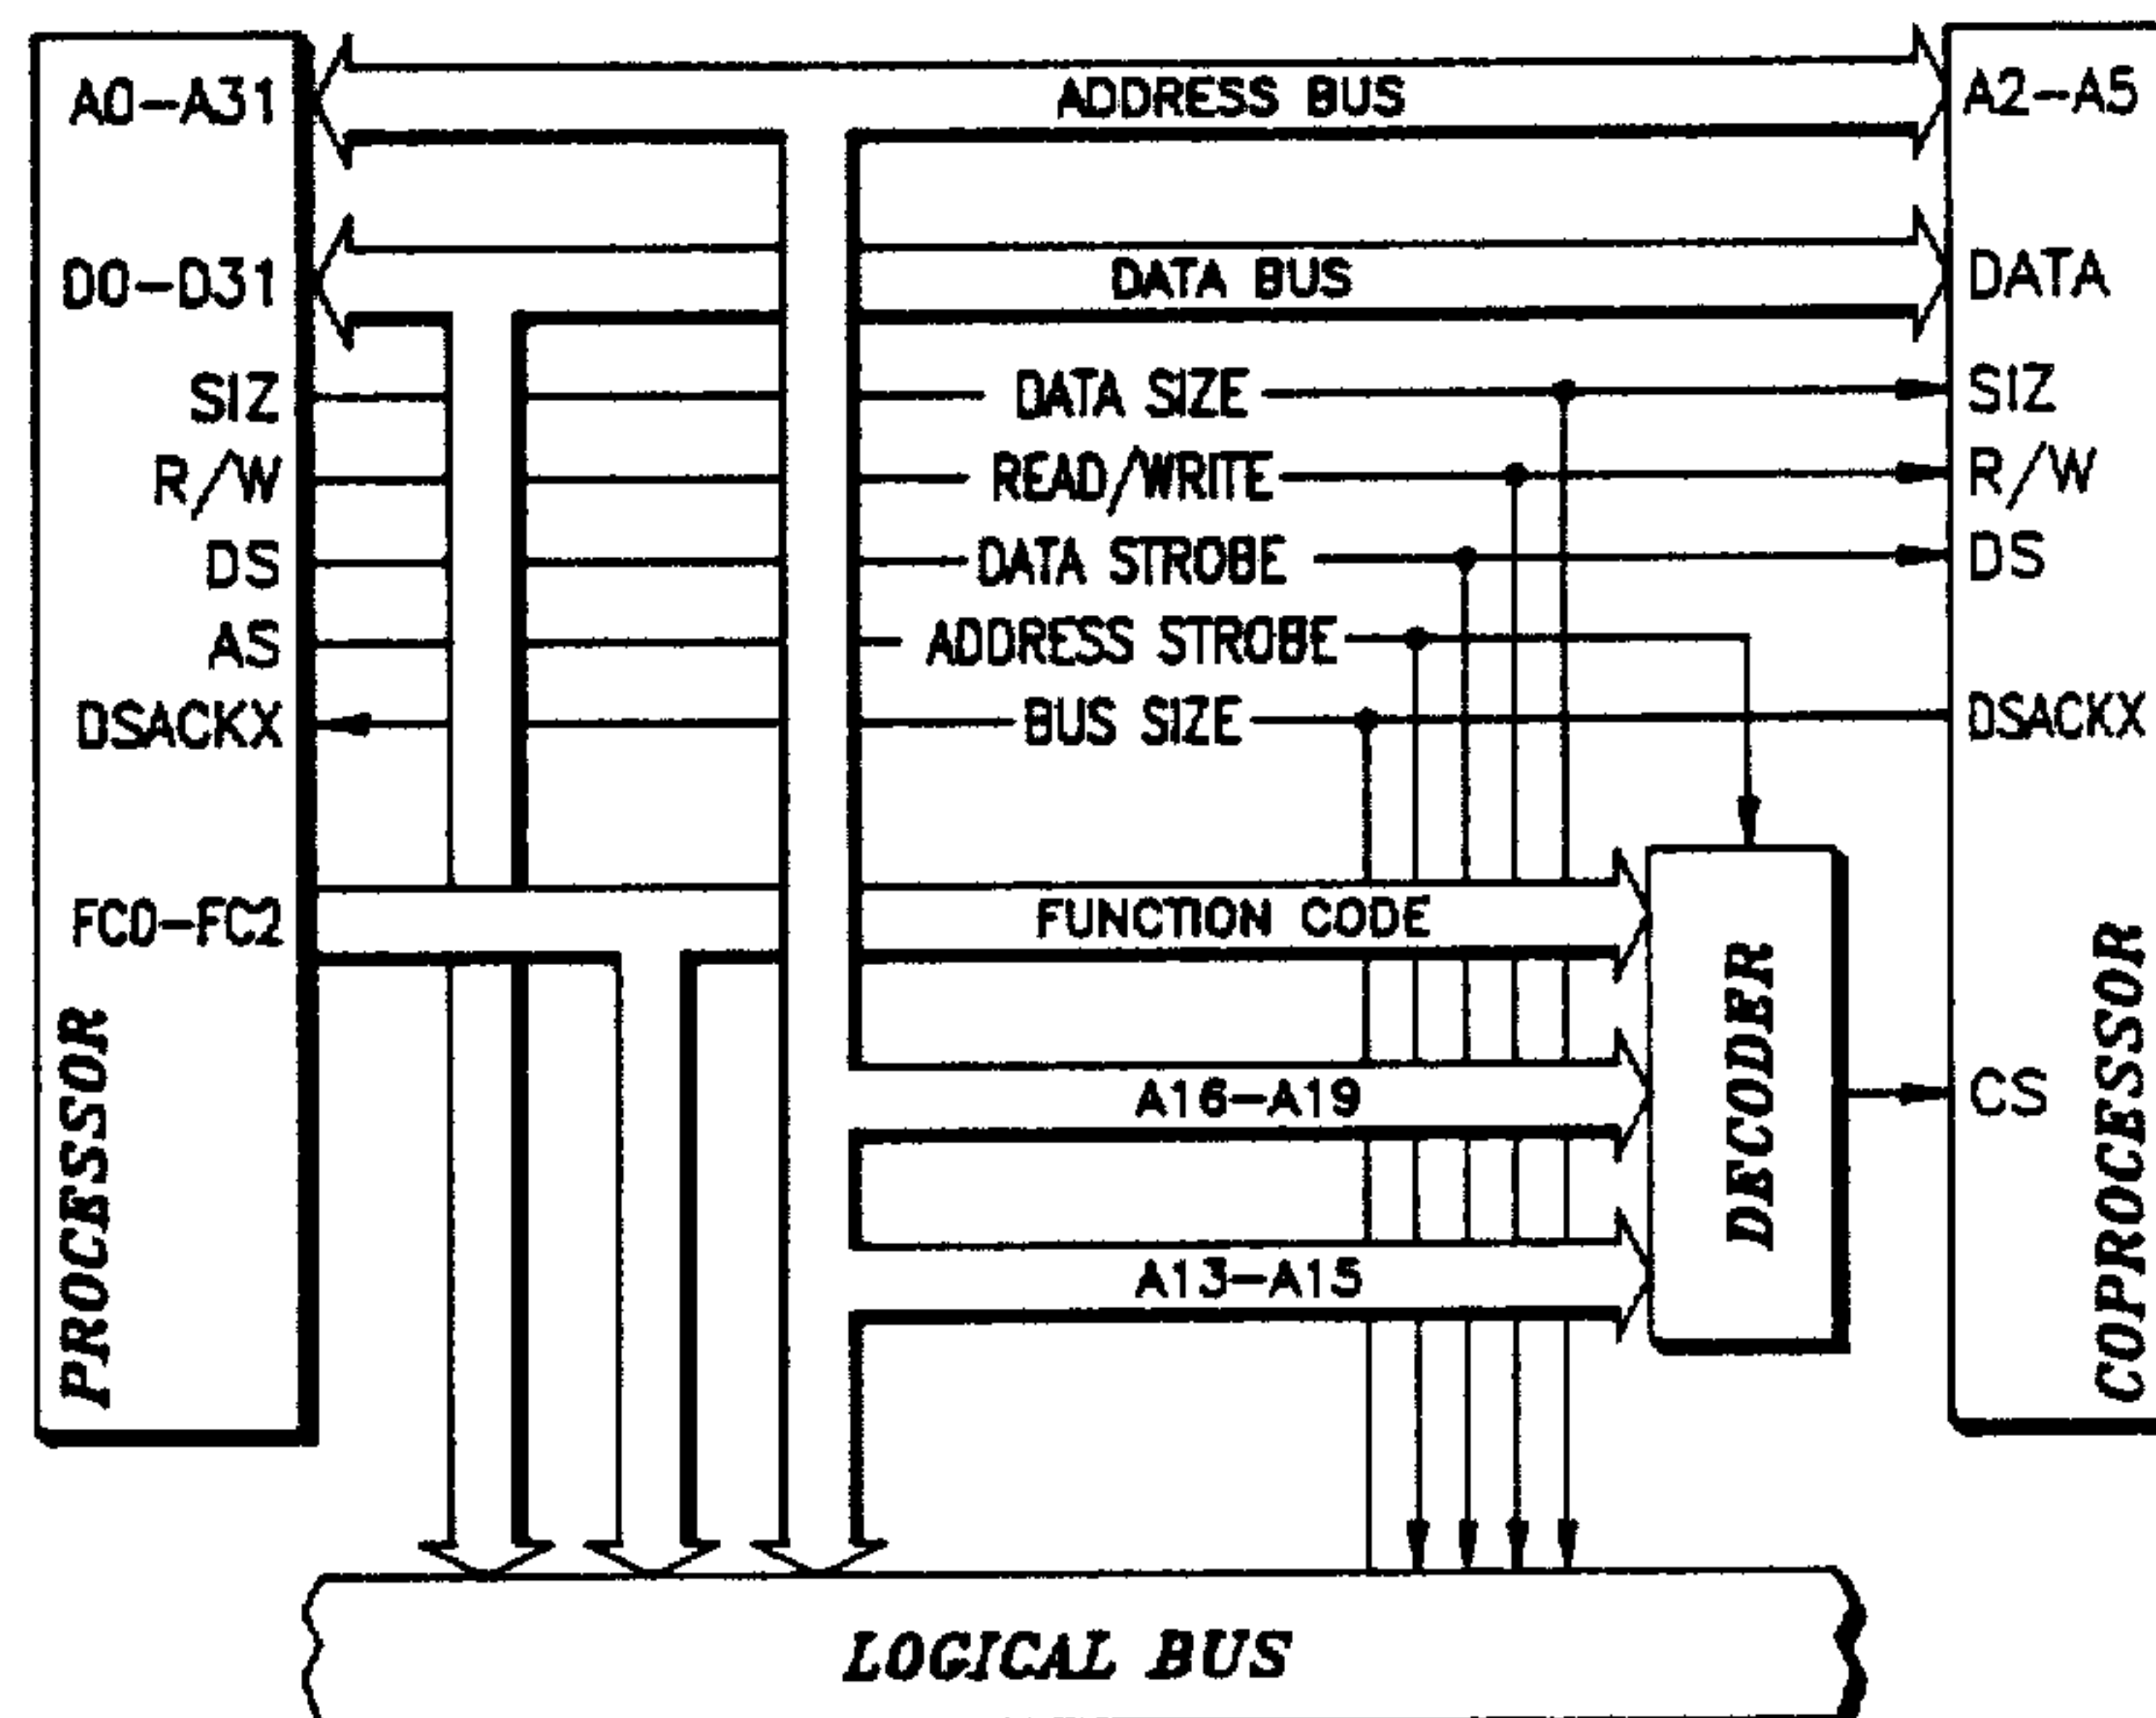 A0-A31 ADDRESS BUS A2-A5
D0-D31 DATA BUS DATA
SIZ DATA SIZE SIZ
R/W READ/WRITE R/W
DS DATA STROBE DS
AS ADDRESS STROBE
DSACKX BUS SIZE DSACKX
FC0-FC2 FUNCTION CODE
A16-A19 CS
A13-A15
PROCESSOR
DECODER
COPROCESSOR
LOGICAL BUS